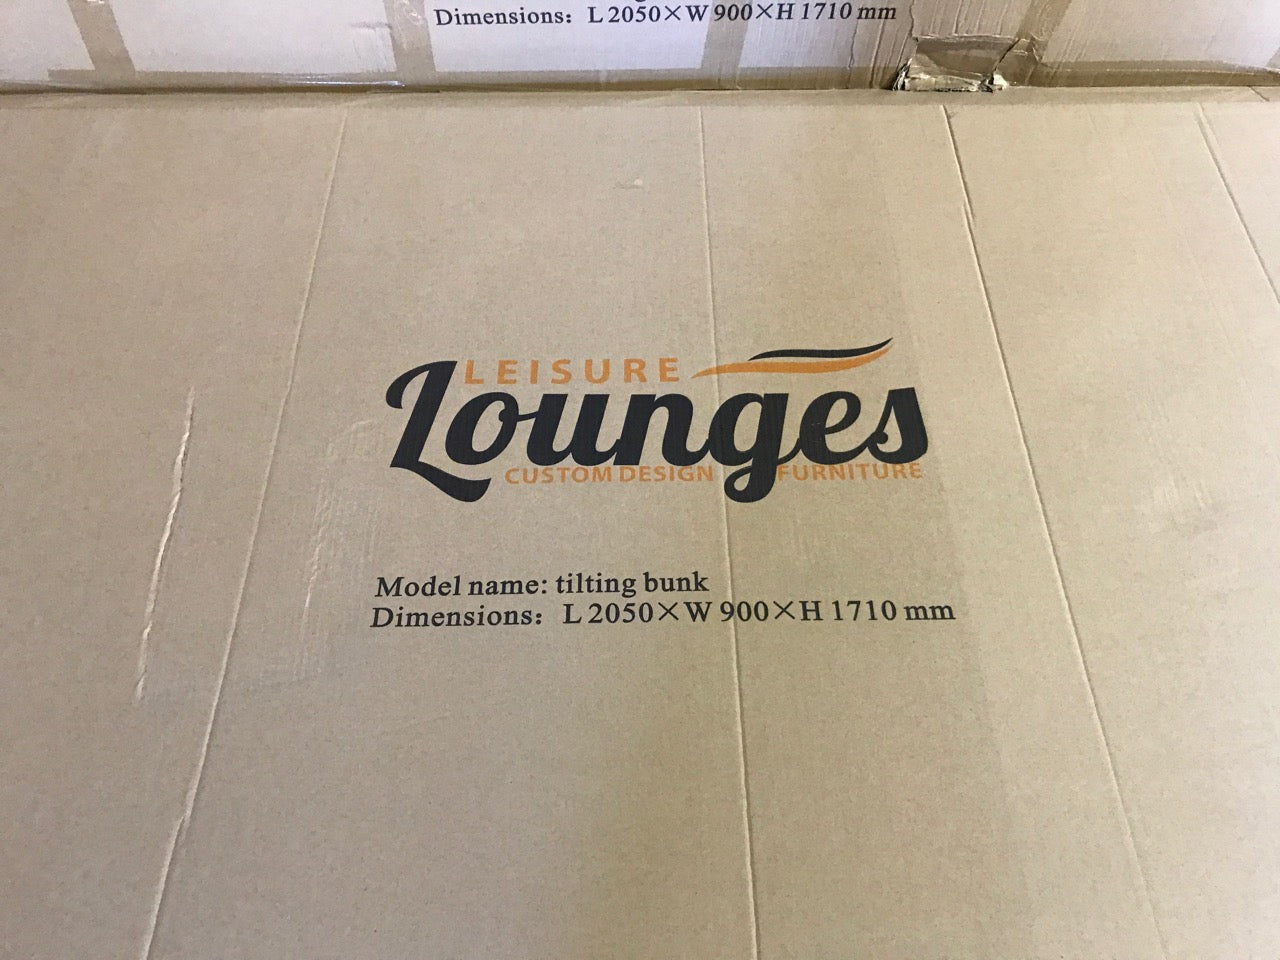 Dimensions: L 2050×W 900×H 1710 mm
LEISURE
Lounges
CUSTOM DESIGN FURNITURE
Model name: tilting bunk
Dimensions: L 2050×W 900×H 1710 mm